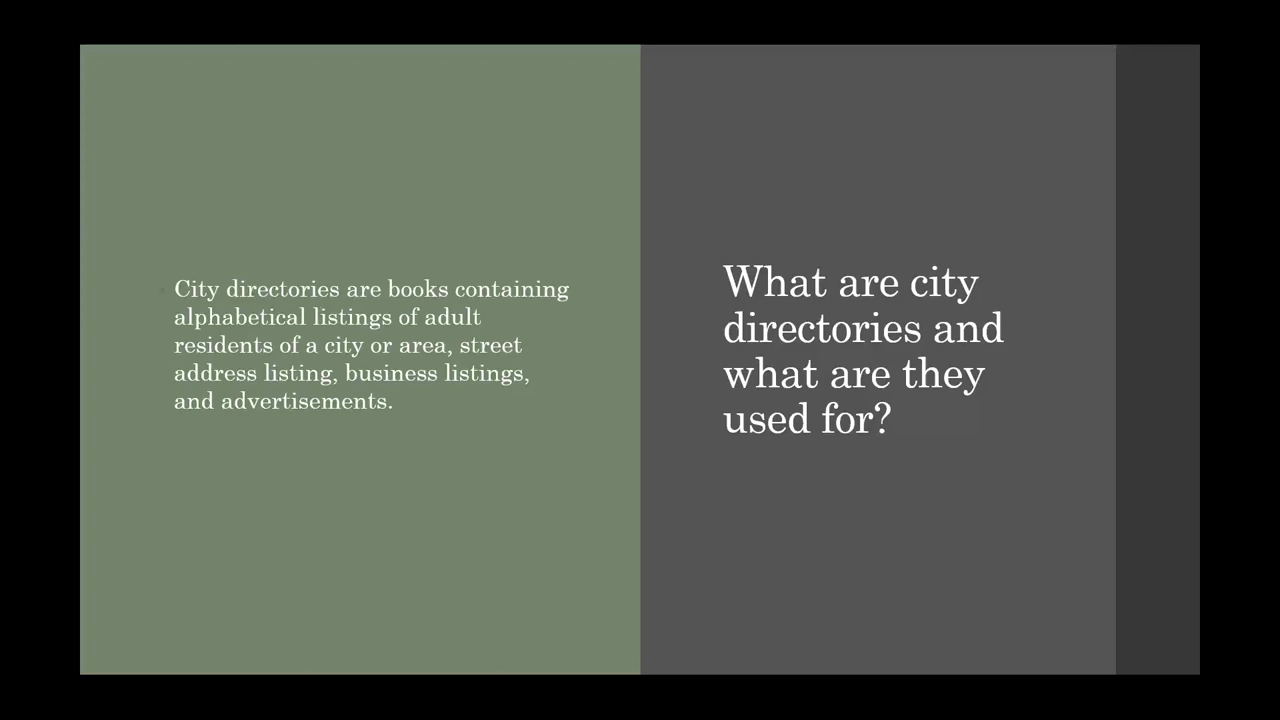 City directories are books containing
alphabetical listings of adult
residents of a city or area, street
address listing, business listings,
and advertisements.
What are city
directories and
what are they
used for?